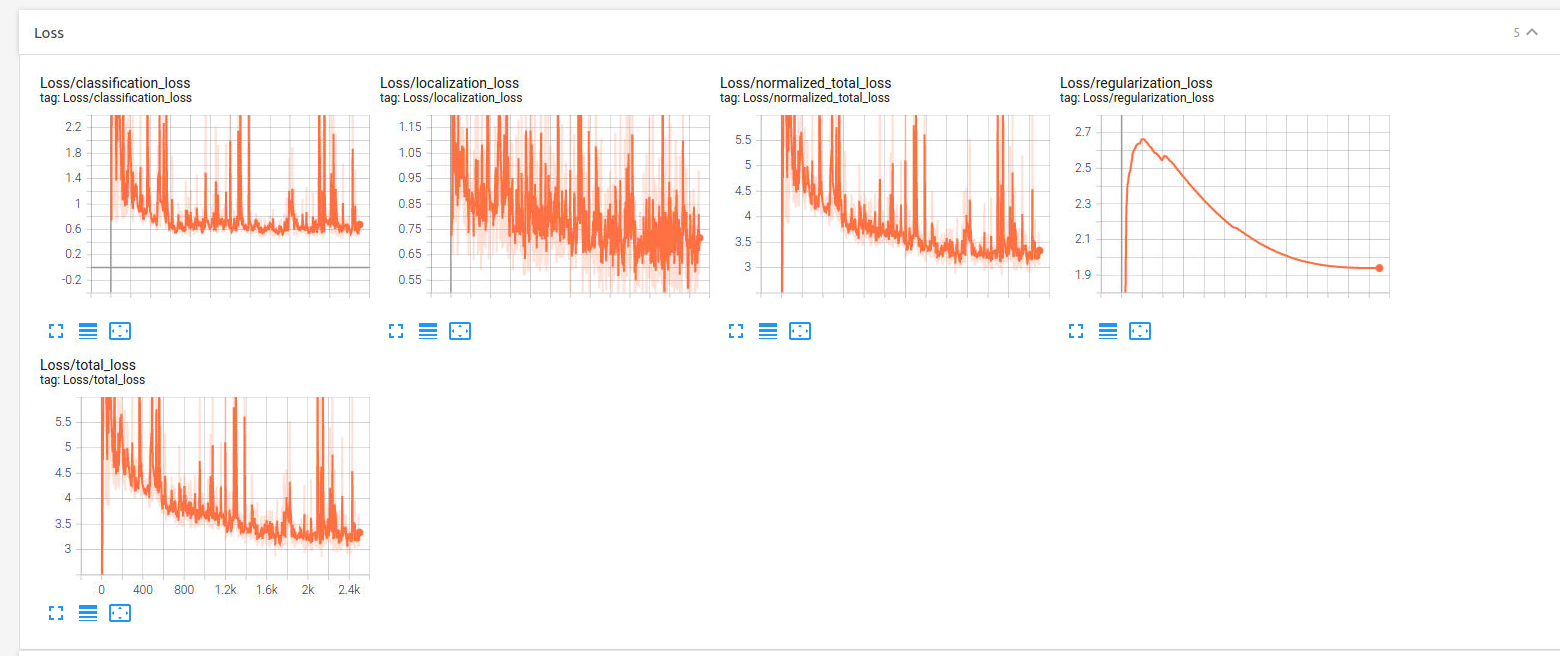 Loss
5
Loss/classification_loss
tag: Loss/classification_loss
2.2
1.8
1.4
1
0.6
0.2
-0.2
Loss/localization_loss
tag: Loss/localization_loss
1.15
1.05
0.95
0.85
0.75
0.65
0.55
Loss/normalized_total_loss
tag: Loss/normalized_total_loss
5.5
5
4.5
4
3.5
3
Loss/regularization_loss
tag: Loss/regularization_loss
2.7
2.5
2.3
2.1
1.9
Loss/total_loss
tag: Loss/total_loss
5.5
5
4.5
4
3.5
3
0 400 800 1.2k 1.6k 2k 2.4k